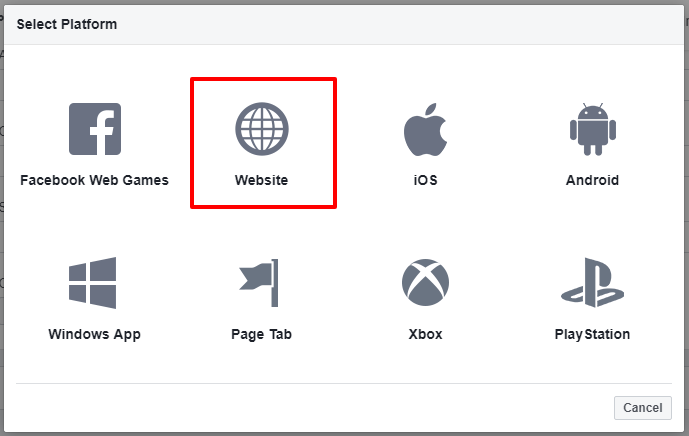 Select Platform
Facebook Web Games
Website
iOS
Android
Windows App
Page Tab
Xbox
PlayStation
Cancel